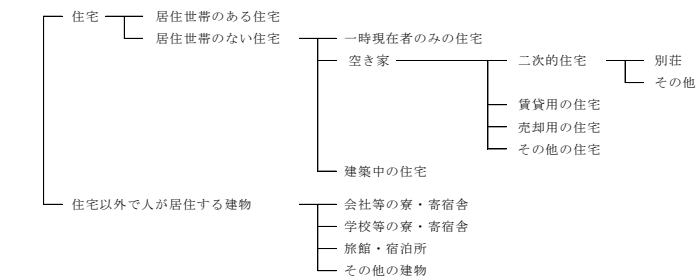 住宅 居住世帯のある住宅
居住世帯のない住宅 一時現在者のみの住宅
空き家 二次的住宅 別荘
その他
賃貸用の住宅
売却用の住宅
その他の住宅
建築中の住宅
住宅以外で人が居住する建物 会社等の寮・寄宿舎
学校等の寮・寄宿舎
旅館・宿泊所
その他の建物